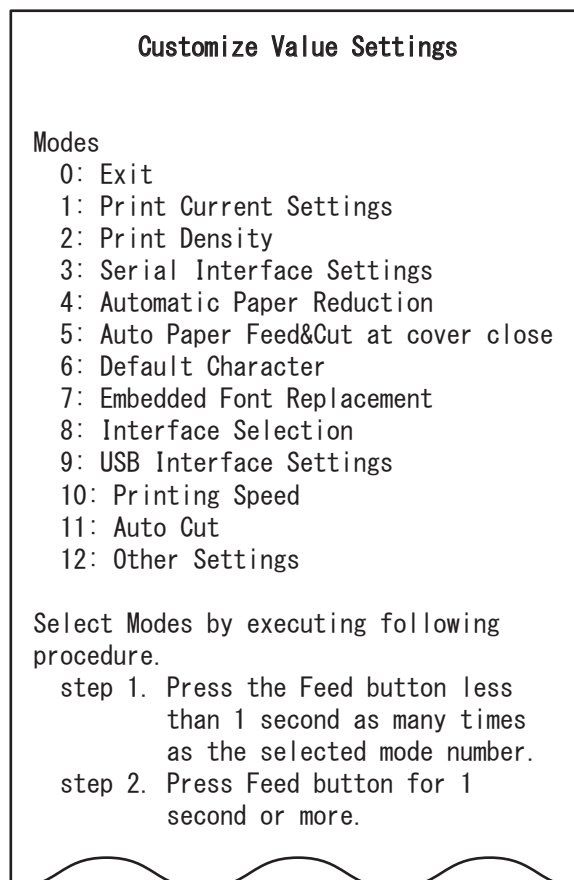 Customize Value Settings
Modes
0: Exit
1: Print Current Settings
2: Print Density
3: Serial Interface Settings
4: Automatic Paper Reduction
5: Auto Paper Feed&Cut at cover close
6: Default Character
7: Embedded Font Replacement
8: Interface Selection
9: USB Interface Settings
10: Printing Speed
11: Auto Cut
12: Other Settings
Select Modes by executing following
procedure.
step 1. Press the Feed button less
than 1 second as many times
as the selected mode number.
step 2. Press Feed button for 1
second or more.